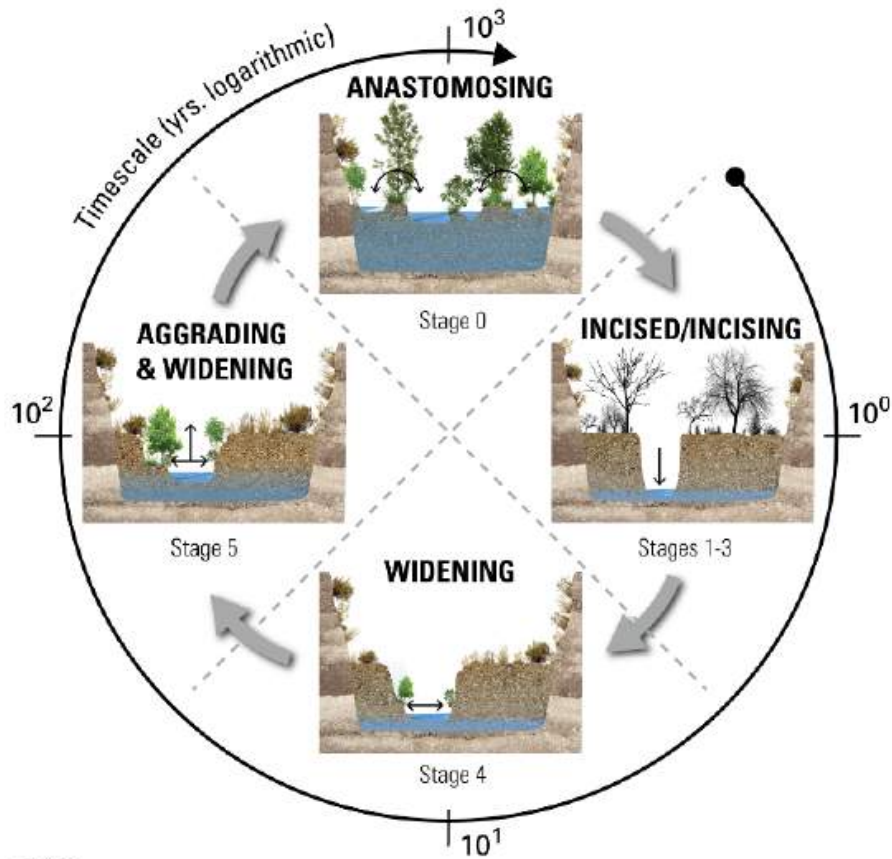 10³
Timescale (yrs. logarithmic)
ANASTOMOSING
Stage 0
AGGRADING
& WIDENING
INCISED/INCISING
10²
10⁰
Stage 5
Stages 1-3
WIDENING
Stage 4
10¹